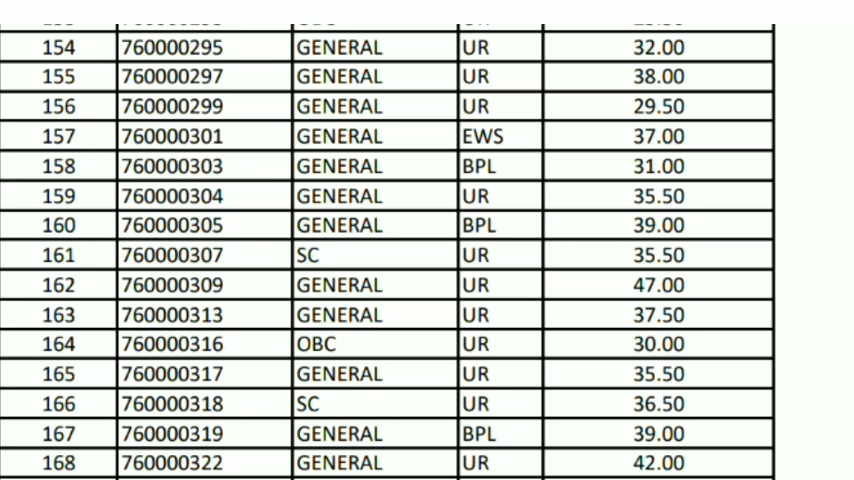 154 760000295 GENERAL UR 32.00
155 760000297 GENERAL UR 38.00
156 760000299 GENERAL UR 29.50
157 760000301 GENERAL EWS 37.00
158 760000303 GENERAL BPL 31.00
159 760000304 GENERAL UR 35.50
160 760000305 GENERAL BPL 39.00
161 760000307 SC UR 35.50
162 760000309 GENERAL UR 47.00
163 760000313 GENERAL UR 37.50
164 760000316 OBC UR 30.00
165 760000317 GENERAL UR 35.50
166 760000318 SC UR 36.50
167 760000319 GENERAL BPL 39.00
168 760000322 GENERAL UR 42.00